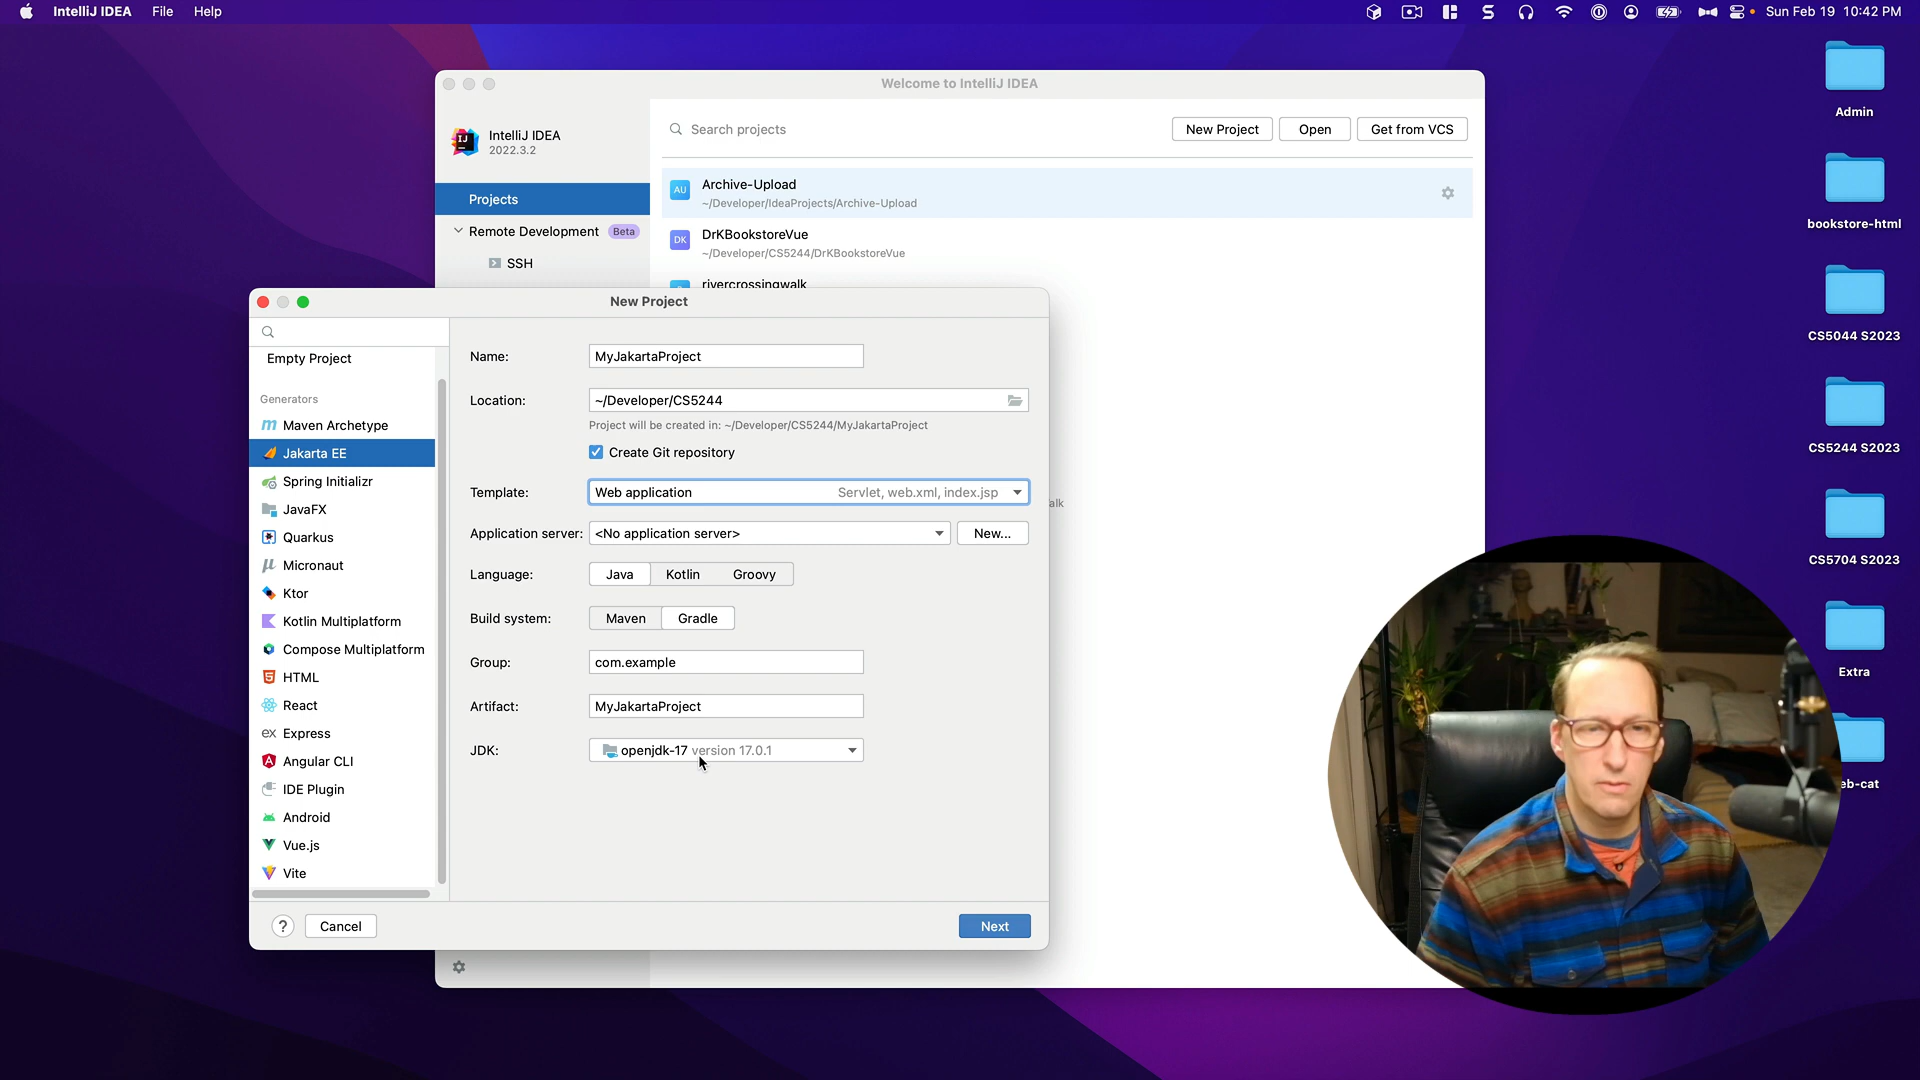 IntelliJ IDEA File Help
Sun Feb 19 10:42 PM
Welcome to IntelliJ IDEA
IntelliJ IDEA
2022.3.2
Search projects
New Project
Open
Get from VCS
Projects
Remote Development Beta
SSH
AU
Archive-Upload
~/Developer/IdeaProjects/Archive-Upload
DK
DrKBookstoreVue
~/Developer/CS5244/DrKBookstoreVue
rivercrossingwalk
alk
New Project
Empty Project
Generators
Maven Archetype
Jakarta EE
Spring Initializr
JavaFX
Quarkus
Micronaut
Ktor
Kotlin Multiplatform
Compose Multiplatform
HTML
React
ex Express
Angular CLI
IDE Plugin
Android
Vue.js
Vite
Name: MyJakartaProject
Location: ~/Developer/CS5244
Project will be created in: ~/Developer/CS5244/MyJakartaProject
Create Git repository
Template: Web application Servlet, web.xml, index.jsp
Application server: <No application server> New...
Language: Java Kotlin Groovy
Build system: Maven Gradle
Group: com.example
Artifact: MyJakartaProject
JDK: openjdk-17 version 17.0.1
? Cancel
Next
Admin
bookstore-html
CS5044 S2023
CS5244 S2023
CS5704 S2023
Extra
eb-cat